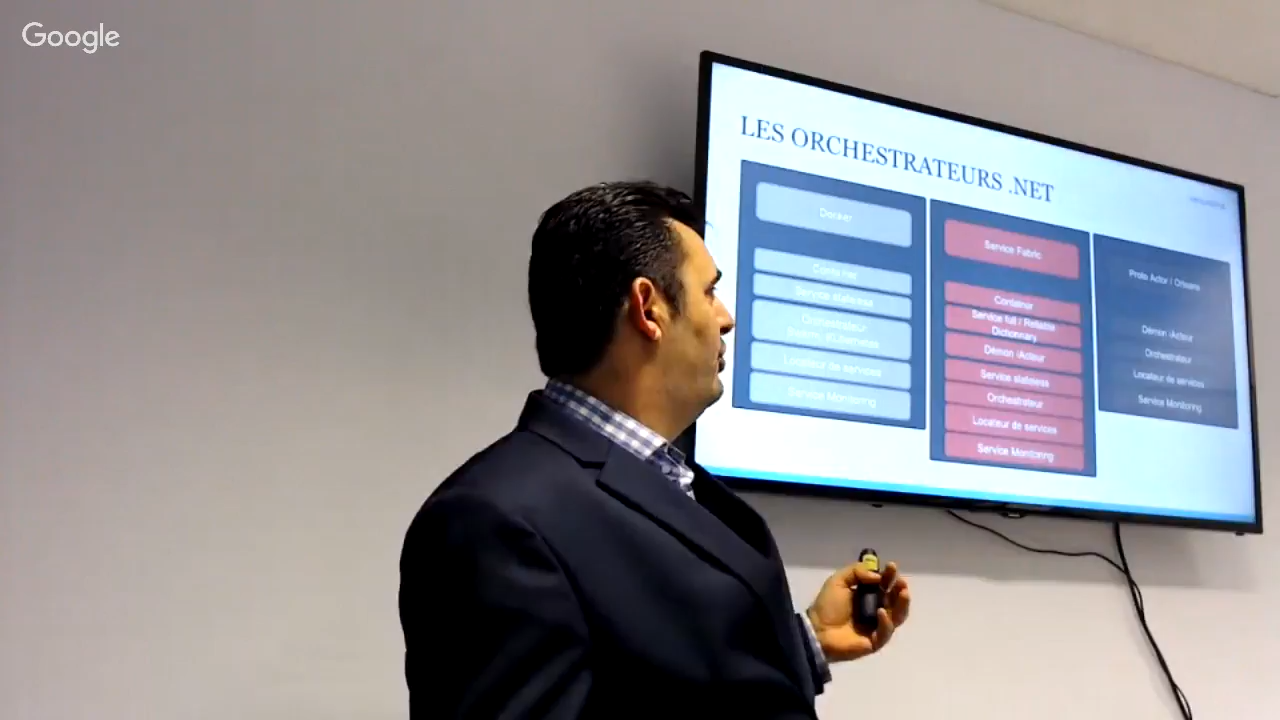 Google
LES ORCHESTRATEURS .NET
Docker
Container
Service stateless
Orchestrateur
Locateur de services
Service Monitoring
Service Fabric
Container
Service full / Reliable
Dictionnary
Démon /Acteur
Service stateless
Orchestrateur
Locateur de services
Service Monitoring
Proto Actor / Orleans
Démon /Acteur
Orchestrateur
Locateur de services
Service Monitoring